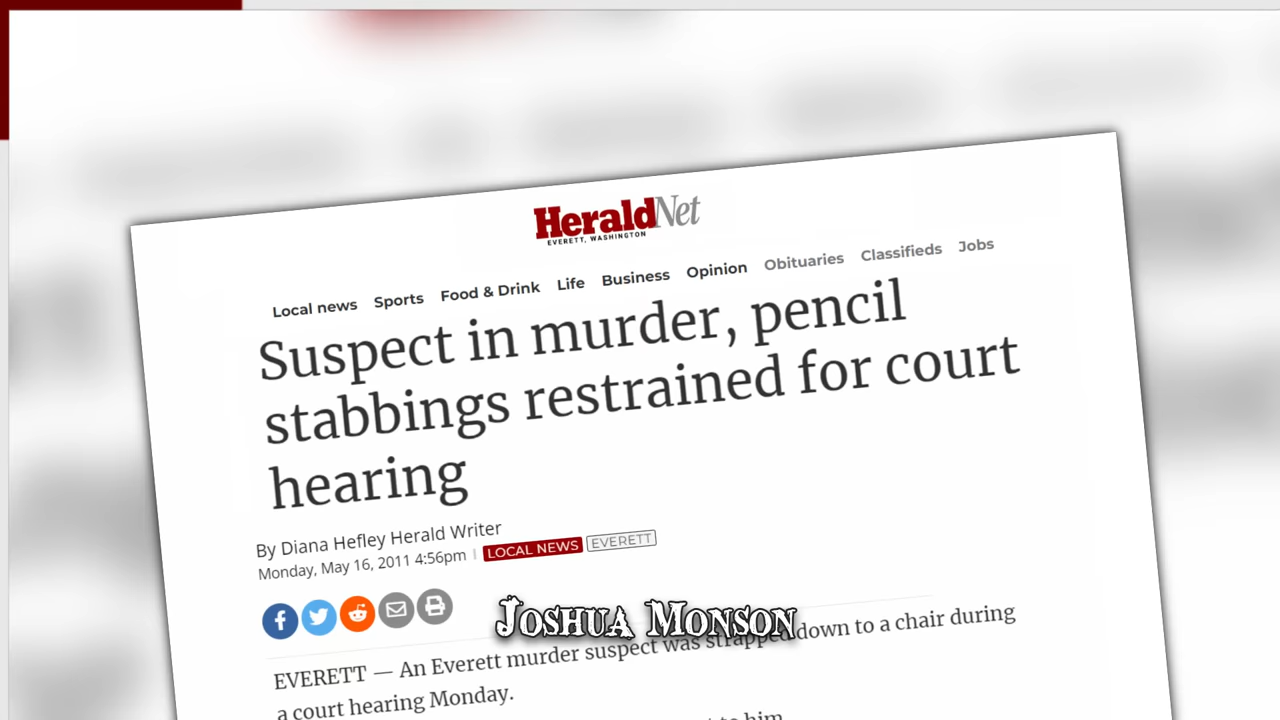 HeraldNet
EVERETT, WASHINGTON
Local news Sports Food & Drink Life Business Opinion Obituaries Classifieds Jobs
Suspect in murder, pencil
stabbings restrained for court
hearing
By Diana Hefley Herald Writer
Monday, May 16, 2011 4:56pm | LOCAL NEWS EVERETT
Joshua Monson
EVERETT — An Everett murder suspect was strapped down to a chair during
a court hearing Monday.
to him